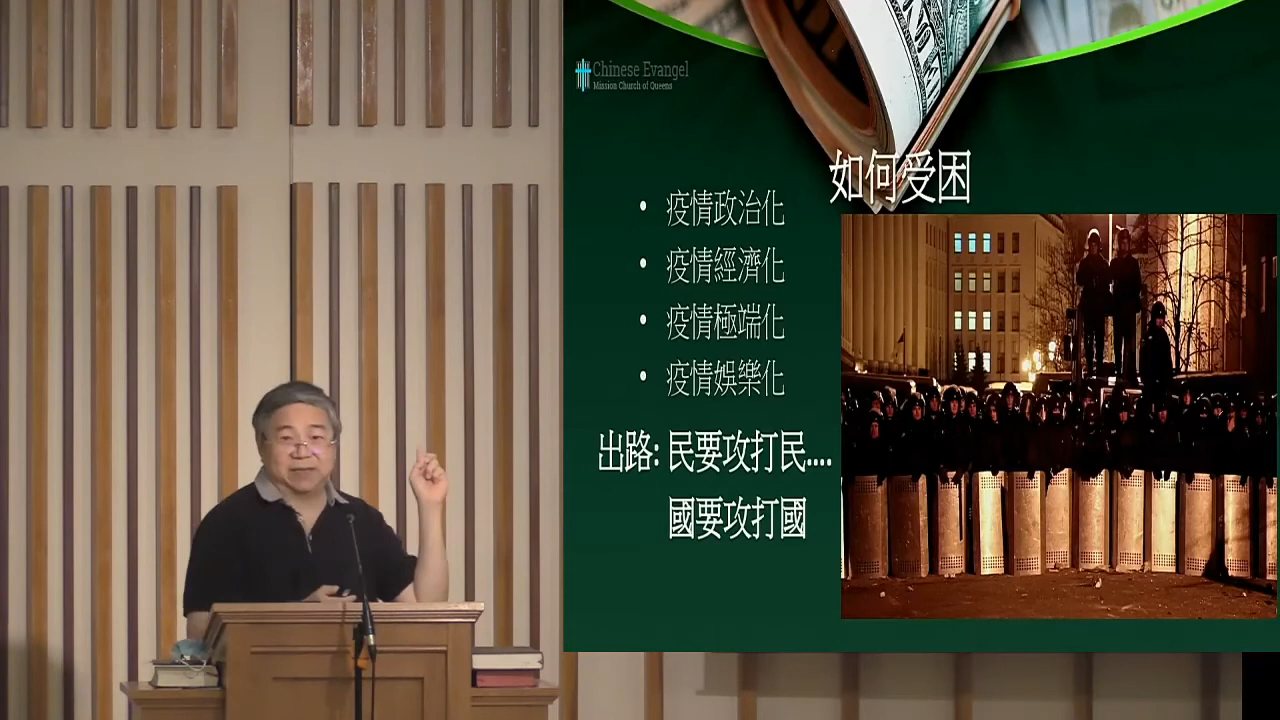 Chinese Evangel
Mission Church of Queens
如何受困
• 疫情政治化
• 疫情經濟化
• 疫情極端化
• 疫情娛樂化
出路: 民要攻打民....
國要攻打國